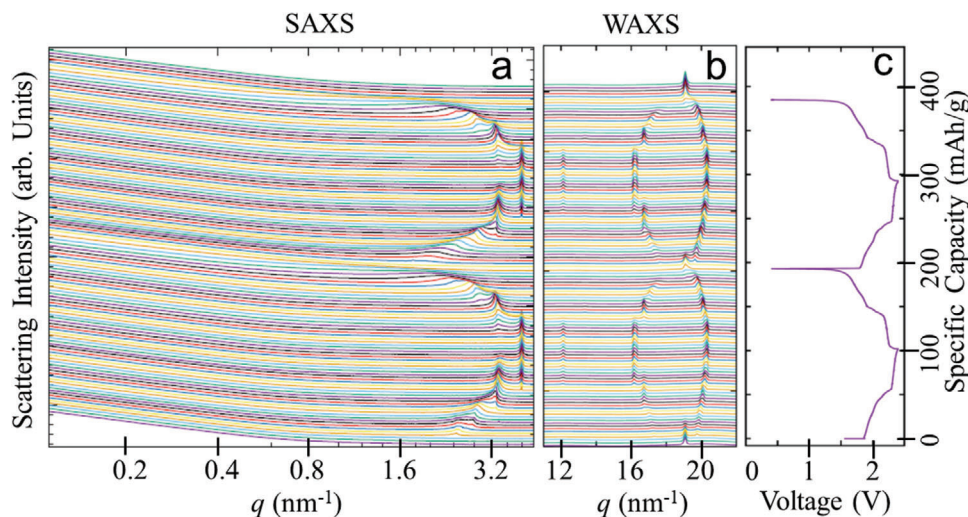 SAXS
WAXS
a
b
c
Scattering Intensity (arb. Units)
Specific Capacity (mAh/g)
400
300
200
100
0
0.2
0.4
0.8
1.6
3.2
12
16
20
0
1
2
q (nm⁻¹)
q (nm⁻¹)
Voltage (V)